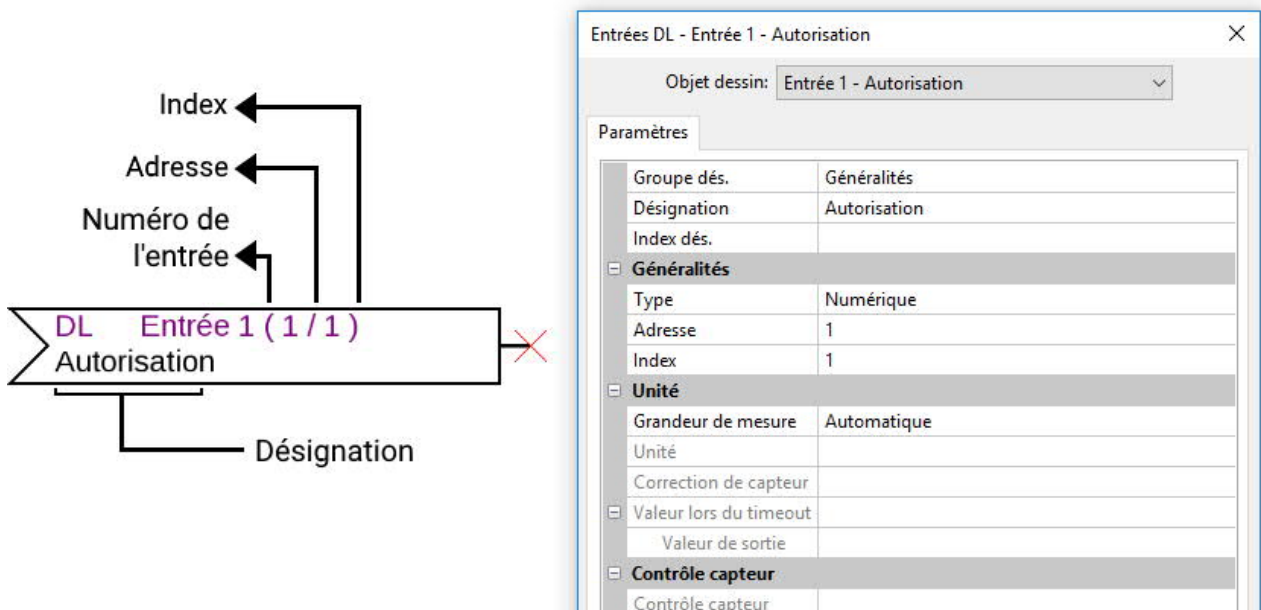 Index
Adresse
Numéro de
l'entrée
DL Entrée 1 ( 1 / 1 )
Autorisation
Désignation
Entrées DL - Entrée 1 - Autorisation
Objet dessin: Entrée 1 - Autorisation
Paramètres
Groupe dés. Généralités
Désignation Autorisation
Index dés.
Généralités
Type Numérique
Adresse 1
Index 1
Unité
Grandeur de mesure Automatique
Unité
Correction de capteur
Valeur lors du timeout
Valeur de sortie
Contrôle capteur
Contrôle capteur